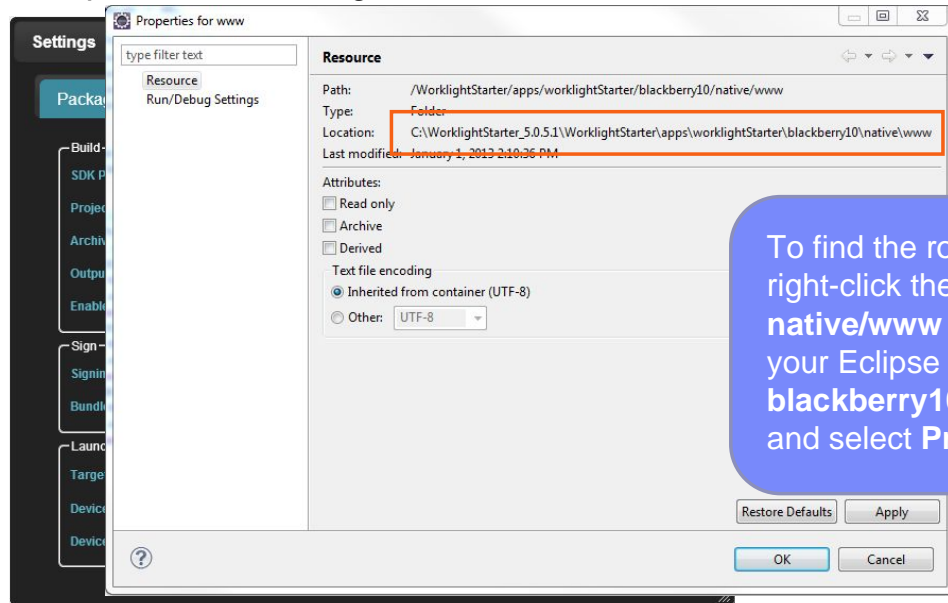 Properties for www
Settings
type filter text
Resource
Resource
Run/Debug Settings
Path: /WorklightStarter/apps/worklightStarter/blackberry10/native/www
Type: Folder
Location: C:\WorklightStarter_5.0.5.1\WorklightStarter\apps\worklightStarter\blackberry10\native\www
Last modified: January 1, 2013 2:10:36 PM
Attributes:
Read only
Archive
Derived
Text file encoding
Inherited from container (UTF-8)
Other: UTF-8
Packa
Build-
SDK P
Projec
Archiv
Outpu
Enable
Sign
Signin
Bundle
Launc
Target
Device
Device
To find the ro
right-click the
native/www
your Eclipse
blackberry10
and select Pr
Restore Defaults Apply
? OK Cancel